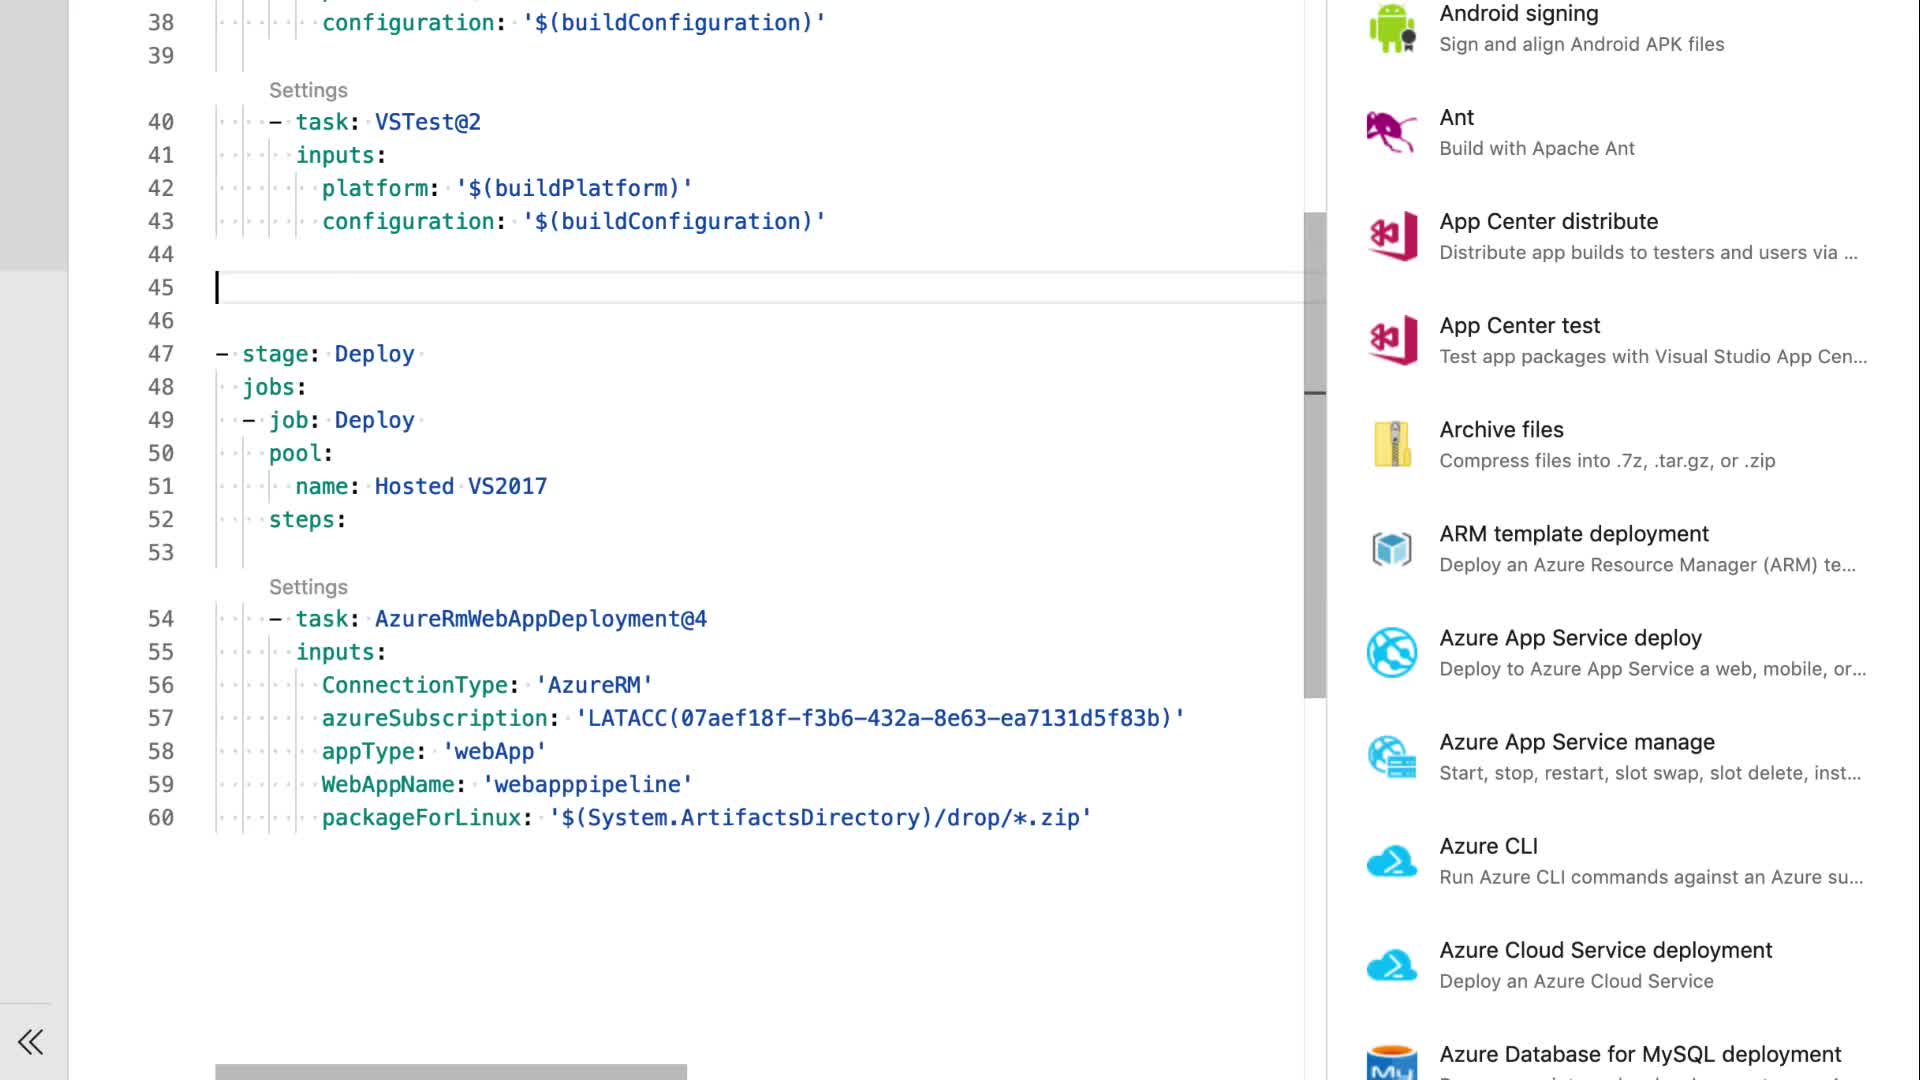 38 configuration: '$(buildConfiguration)'
39
Settings
40 - task: VSTest@2
41 inputs:
42 platform: '$(buildPlatform)'
43 configuration: '$(buildConfiguration)'
44
45
46
47 - stage: Deploy
48 jobs:
49 - job: Deploy
50 pool:
51 name: Hosted VS2017
52 steps:
53
Settings
54 - task: AzureRmWebAppDeployment@4
55 inputs:
56 ConnectionType: 'AzureRM'
57 azureSubscription: 'LATACC(07aef18f-f3b6-432a-8e63-ea7131d5f83b)'
58 appType: 'webApp'
59 WebAppName: 'webapppipeline'
60 packageForLinux: '$(System.ArtifactsDirectory)/drop/*.zip'
Android signing
Sign and align Android APK files
Ant
Build with Apache Ant
App Center distribute
Distribute app builds to testers and users via ...
App Center test
Test app packages with Visual Studio App Cen...
Archive files
Compress files into .7z, .tar.gz, or .zip
ARM template deployment
Deploy an Azure Resource Manager (ARM) te...
Azure App Service deploy
Deploy to Azure App Service a web, mobile, or...
Azure App Service manage
Start, stop, restart, slot swap, slot delete, inst...
Azure CLI
Run Azure CLI commands against an Azure su...
Azure Cloud Service deployment
Deploy an Azure Cloud Service
Azure Database for MySQL deployment
My